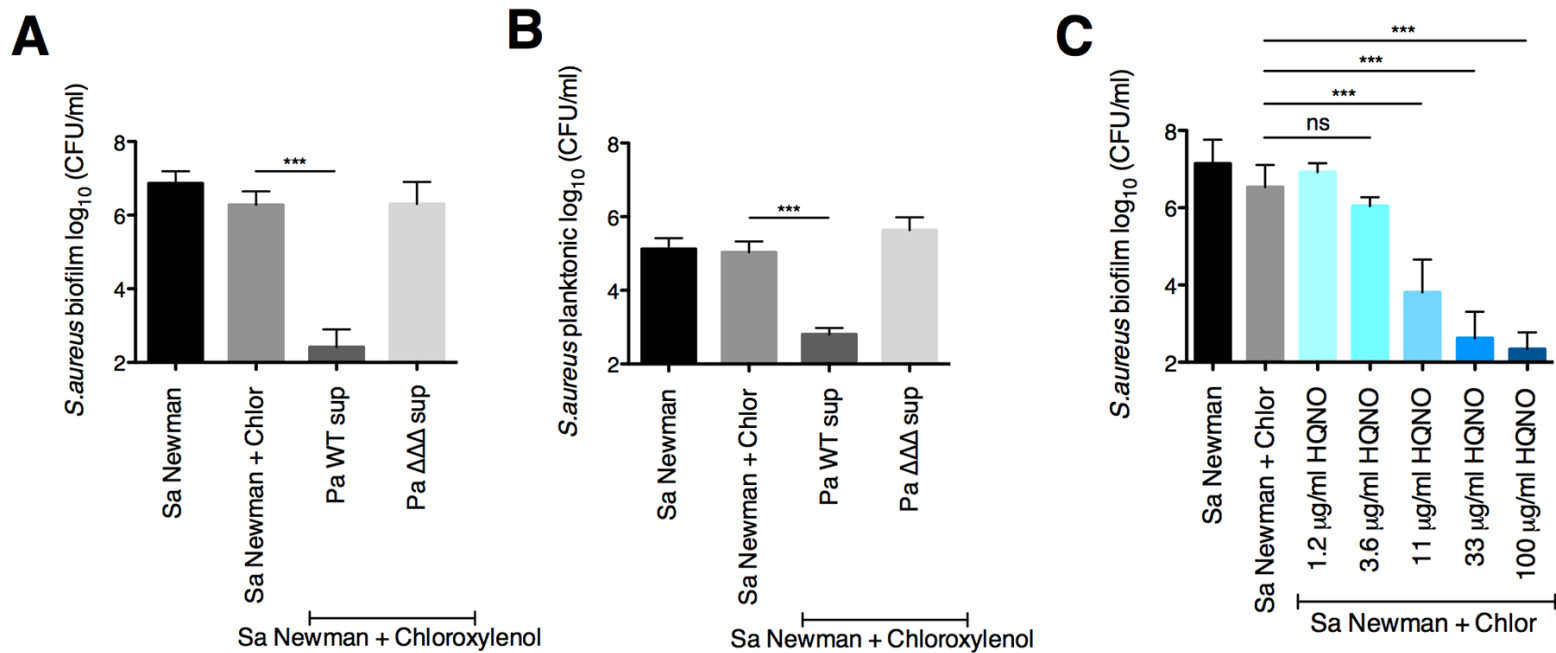 A
S.aureus biofilm log10 (CFU/ml)
8
6
4
2
***
Sa Newman
Sa Newman + Chlor
Pa WT sup
Pa ΔΔΔ sup
Sa Newman + Chloroxylenol
B
S.aureus planktonic log10 (CFU/ml)
8
6
4
2
***
Sa Newman
Sa Newman + Chlor
Pa WT sup
Pa ΔΔΔ sup
Sa Newman + Chloroxylenol
C
S.aureus biofilm log10 (CFU/ml)
8
6
4
2
***
***
***
ns
Sa Newman
Sa Newman + Chlor
1.2 µg/ml HQNO
3.6 µg/ml HQNO
11 µg/ml HQNO
33 µg/ml HQNO
100 µg/ml HQNO
Sa Newman + Chlor